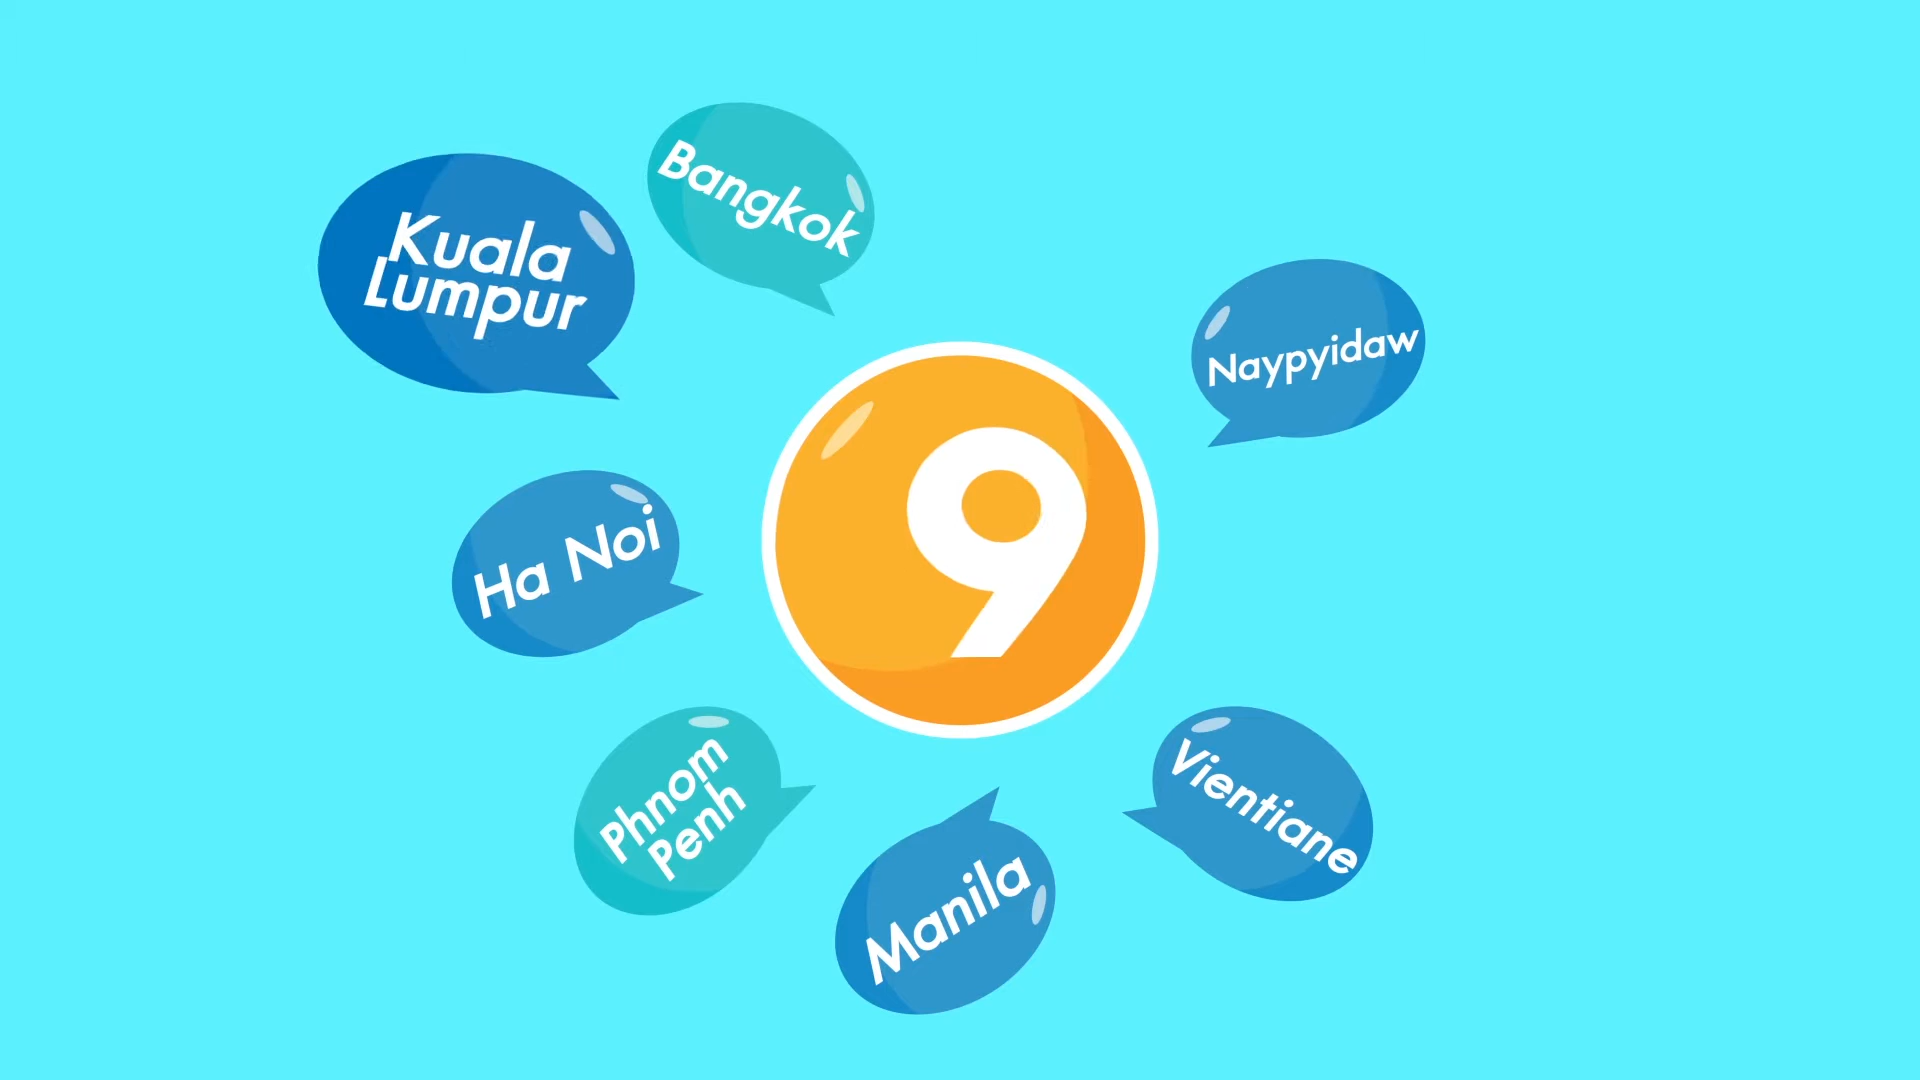 Bangkok
Kuala
Lumpur
Naypyidaw
9
Ha Noi
Phnom
Penh
Vientiane
Manila